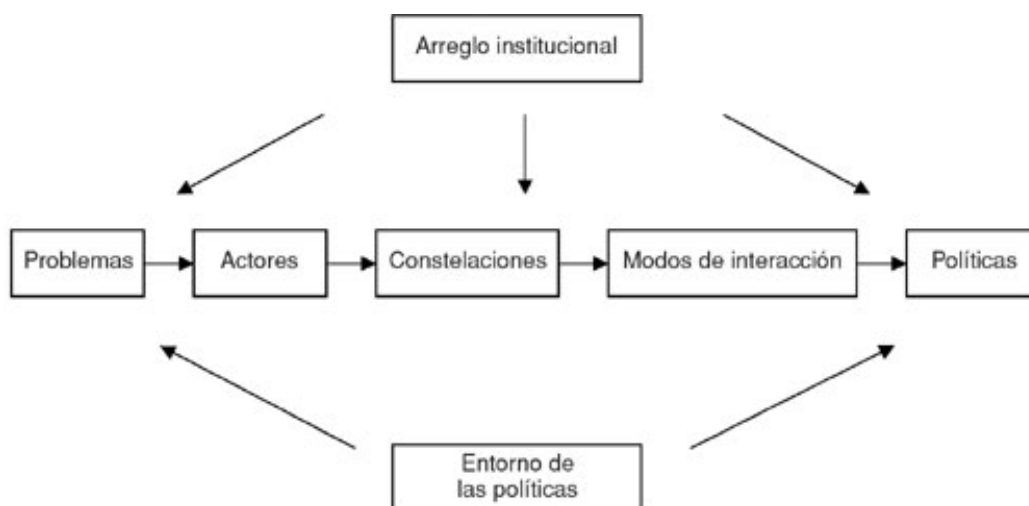 Arreglo institucional
Problemas
Actores
Constelaciones
Modos de interacción
Políticas
Entorno de
las políticas